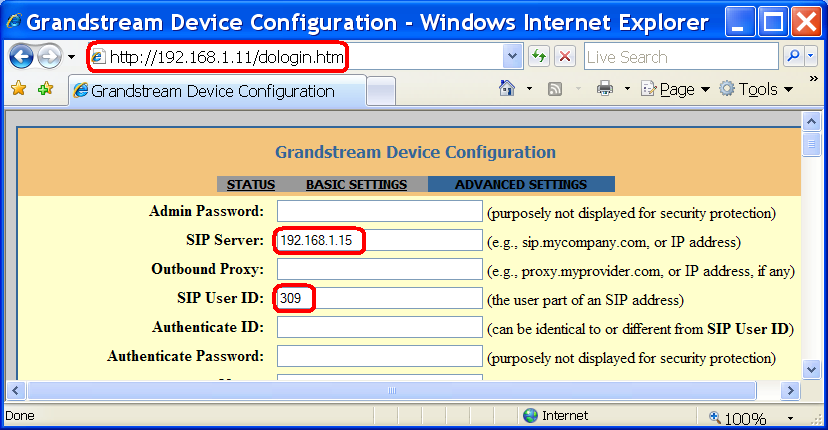 Grandstream Device Configuration - Windows Internet Explorer
http://192.168.1.11/dologin.htm Live Search
Grandstream Device Configuration Page Tools »
Grandstream Device Configuration
STATUS BASIC SETTINGS ADVANCED SETTINGS
Admin Password: (purposely not displayed for security protection)
SIP Server: 192.168.1.15 (e.g., sip.mycompany.com, or IP address)
Outbound Proxy: (e.g., proxy.myprovider.com, or IP address, if any)
SIP User ID: 309 (the user part of an SIP address)
Authenticate ID: (can be identical to or different from SIP User ID)
Authenticate Password: (purposely not displayed for security protection)
Done Internet 100%